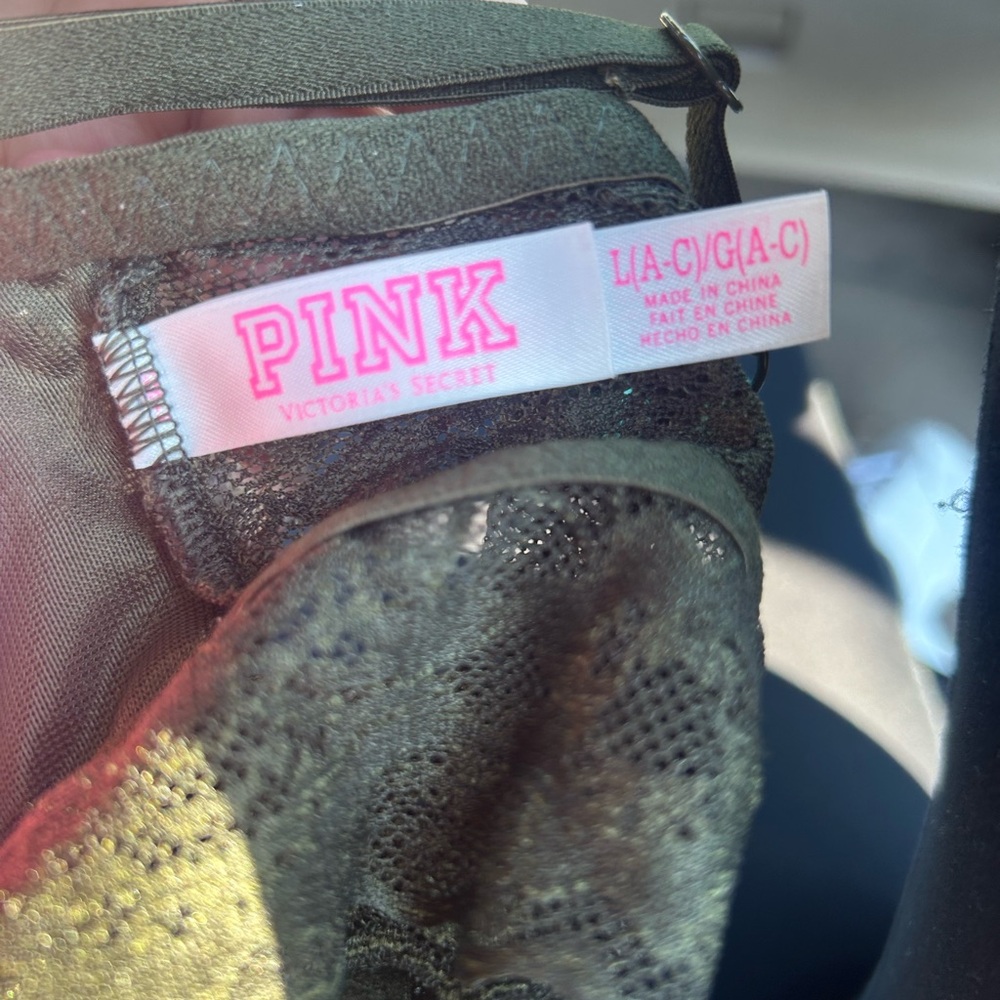 PINK
VICTORIA'S SECRET
L(A-C)/G(A-C)
MADE IN CHINA
FAIT EN CHINE
HECHO EN CHINA